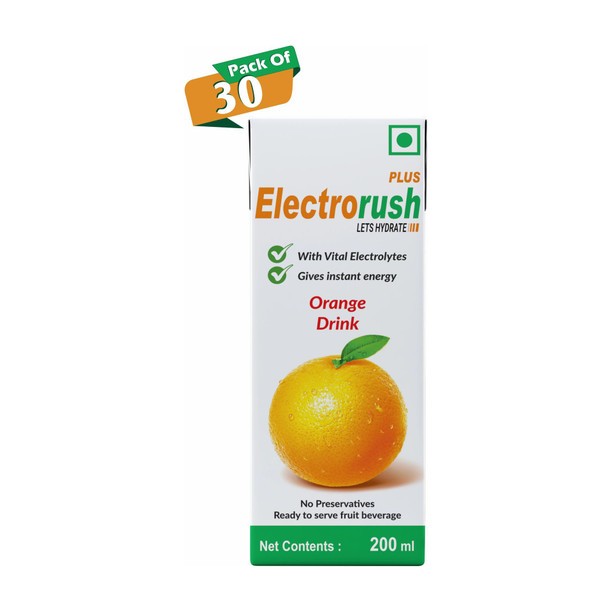 Pack Of
30
PLUS
Electrorush
LETS HYDRATE
With Vital Electrolytes
Gives instant energy
Orange
Drink
No Preservatives
Ready to serve fruit beverage
Net Contents : 200 ml